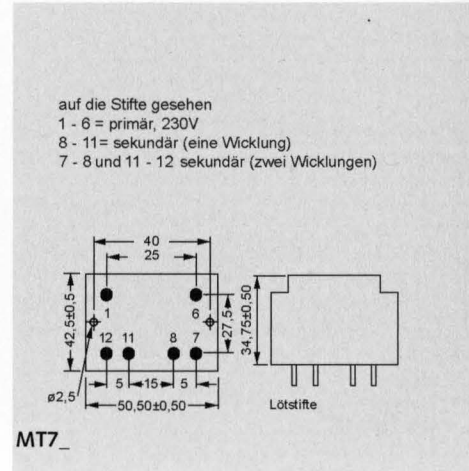 auf die Stifte gesehen
1 - 6 = primär, 230V
8 - 11= sekundär (eine Wicklung)
7 - 8 und 11 - 12 sekundär (zwei Wicklungen)
40
25
42,5±0,5
1
6
27,5
34,75±0,50
12 11 8 7
5 15 5
ø2,5
50,50±0,50
Lötstifte
MT7_